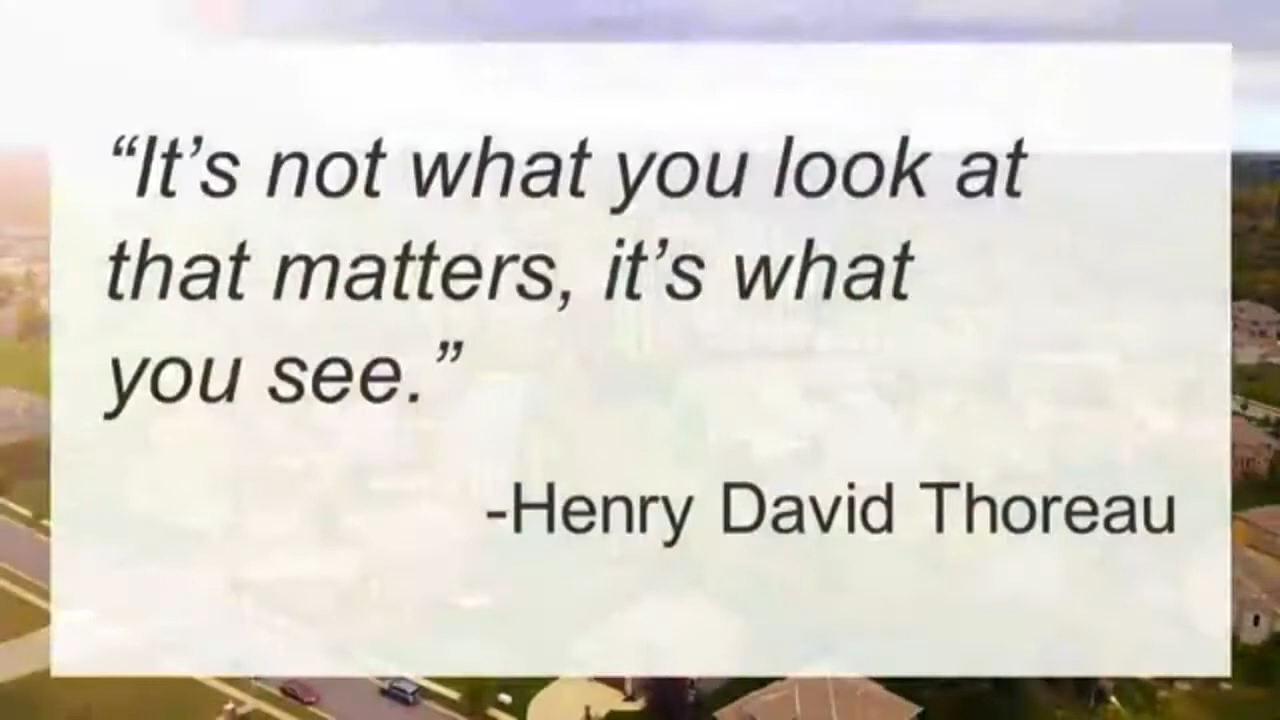 “It’s not what you look at
that matters, it’s what
you see.”
-Henry David Thoreau